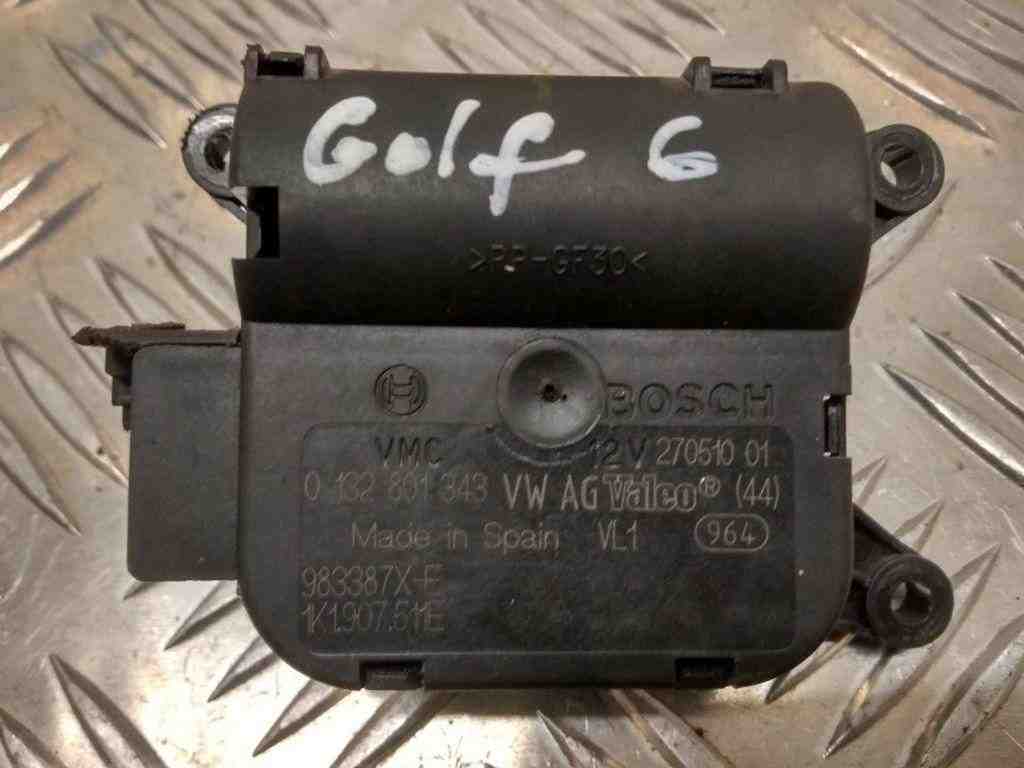 Golf 6
>PP-GF30<
BOSCH
VMC 12V 270510 01
0 132 801 343 VW AG Valeo® (44)
Made in Spain VL1 964
983387X-F
1K1.907.511E